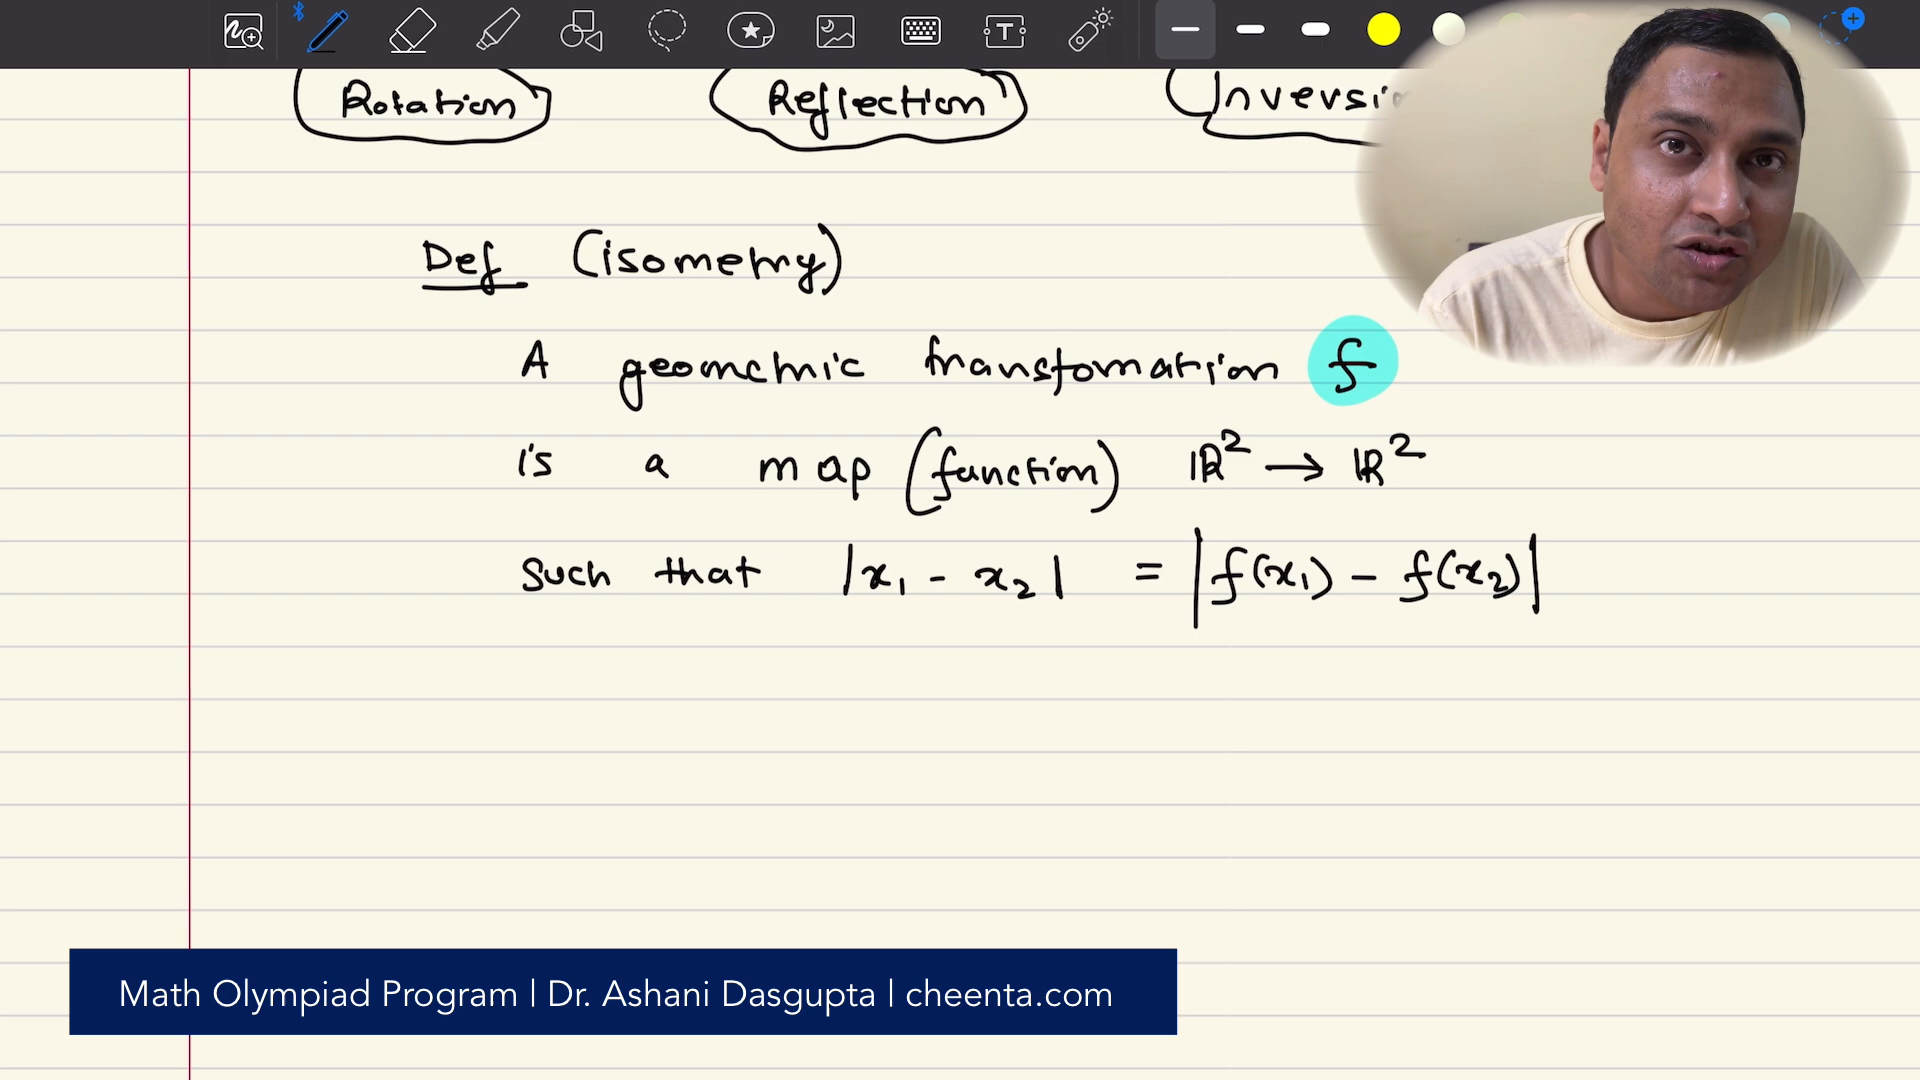 Rotation Reflection Inversi
Def (isometry)
A geometric transfomation f
is a map (function) ℝ² → ℝ²
such that |x₁ - x₂| = |f(x₁) - f(x₂)|
Math Olympiad Program | Dr. Ashani Dasgupta | cheenta.com